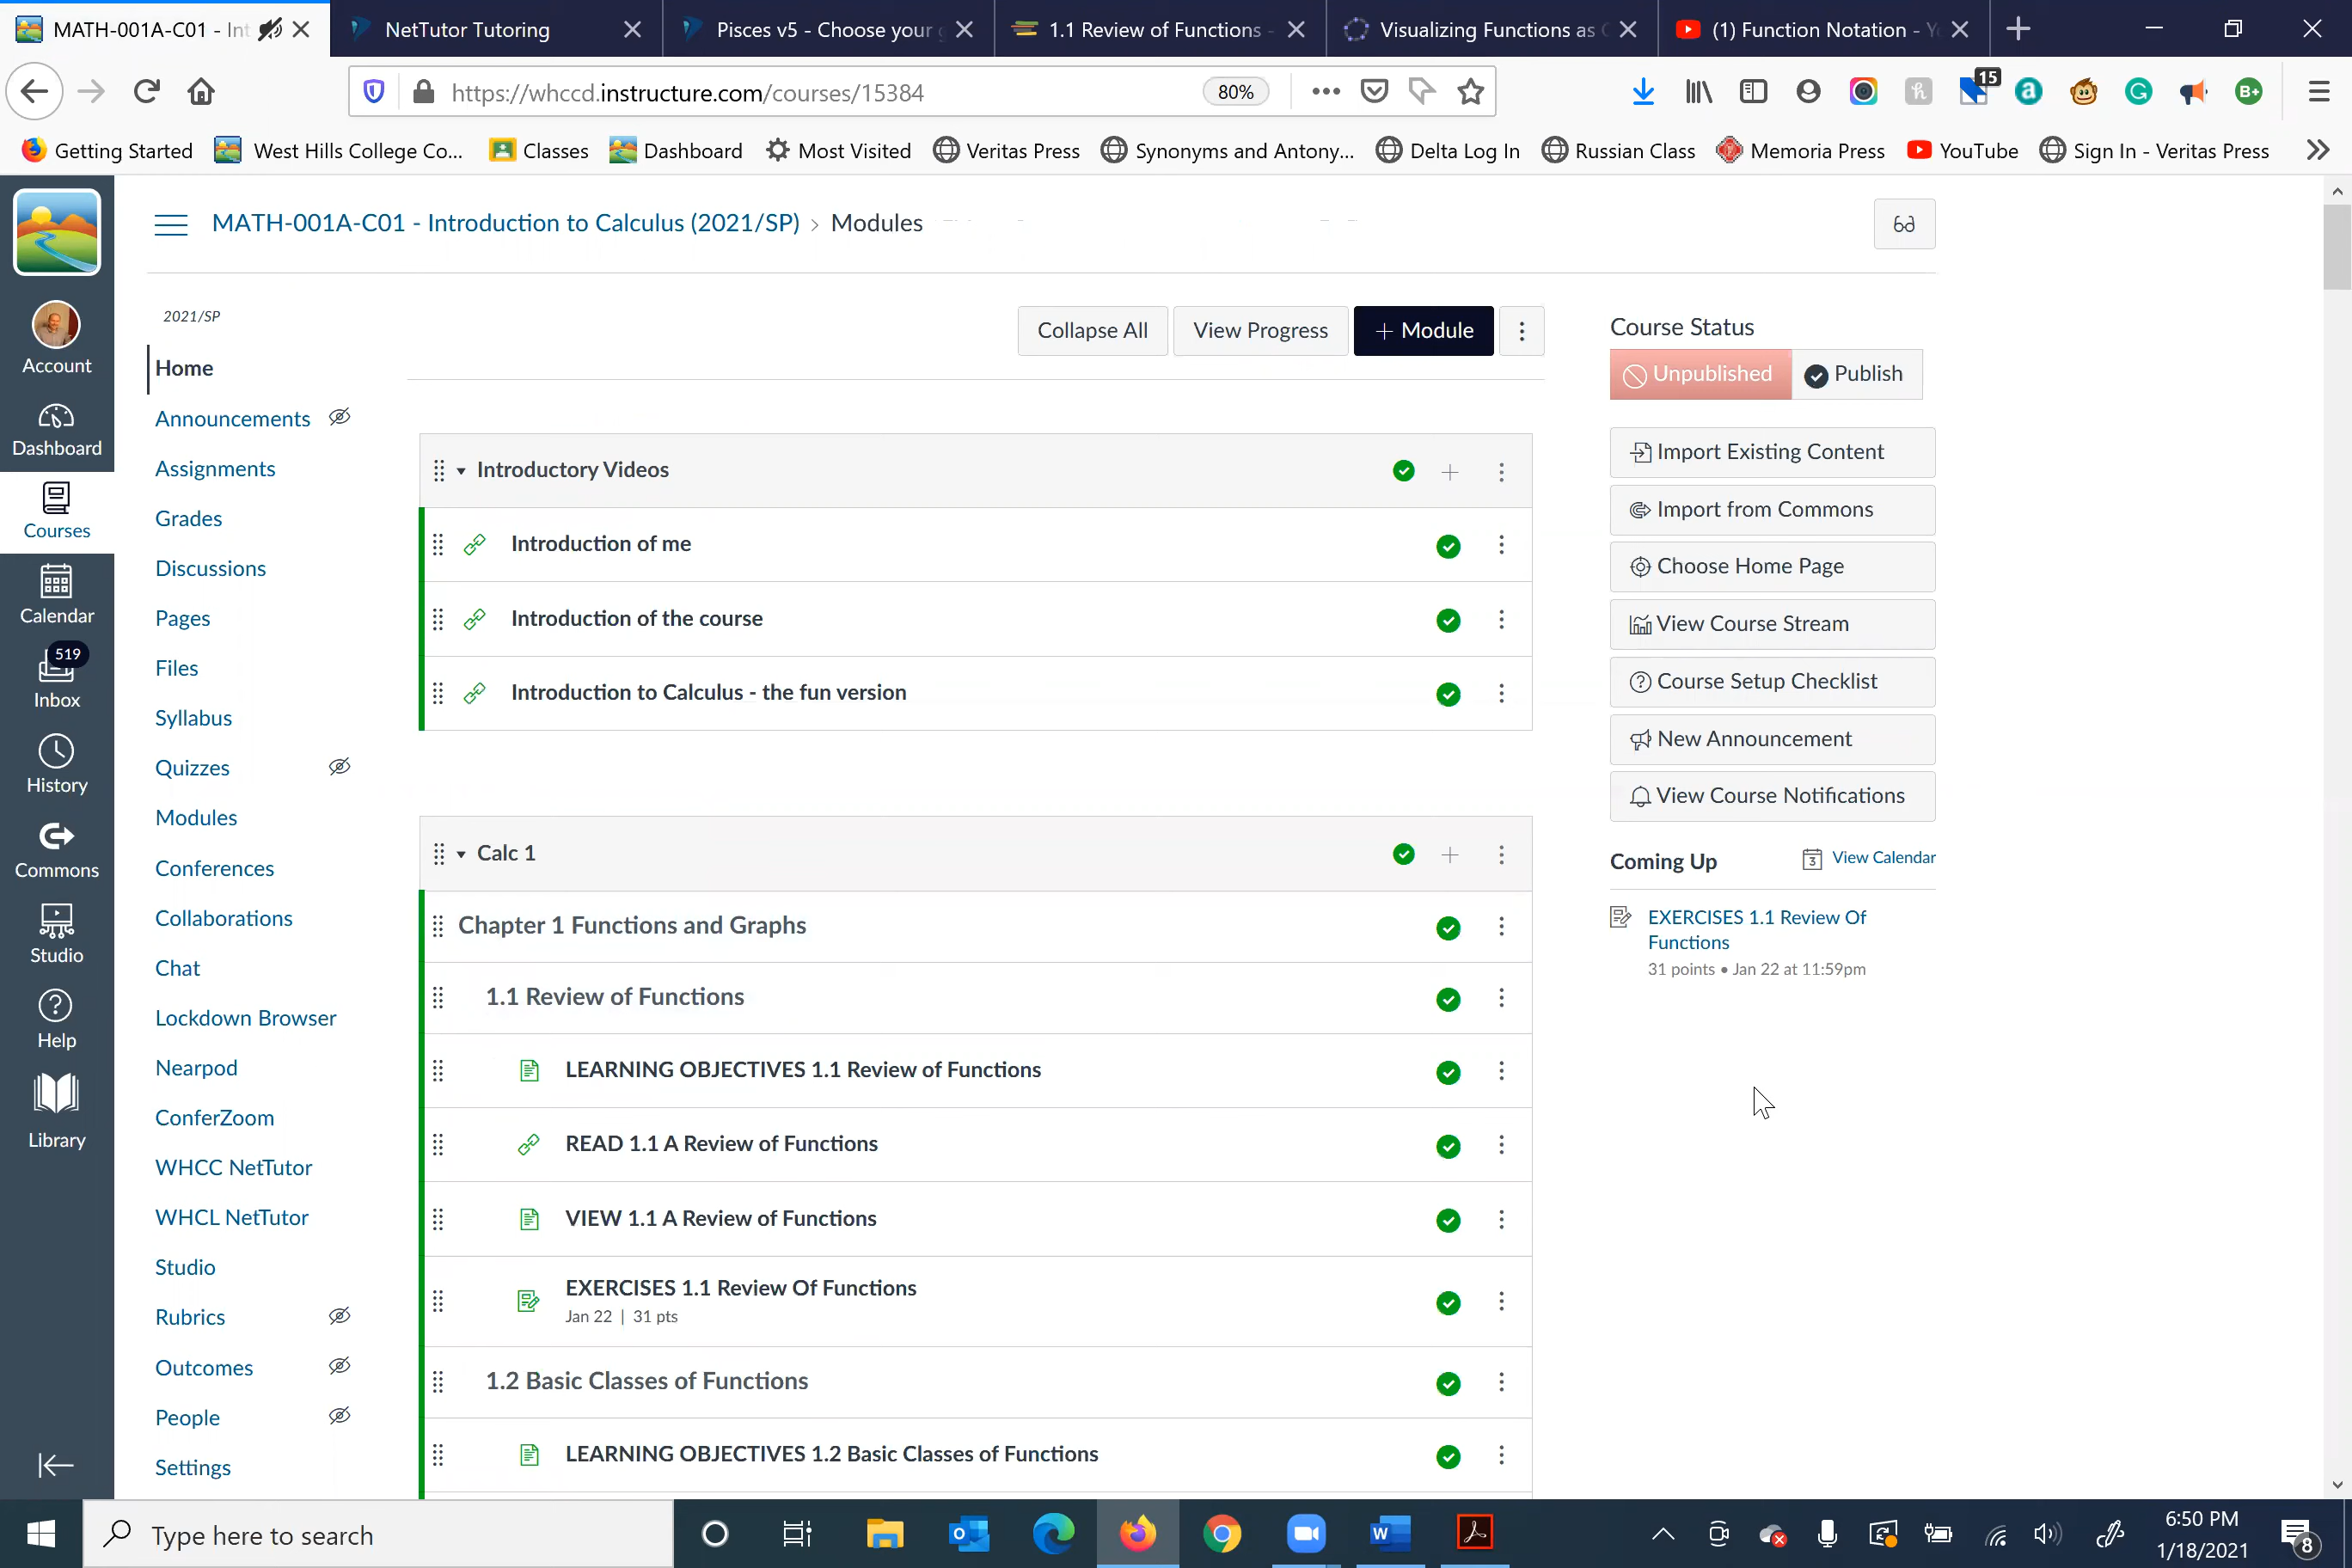 MATH-001A-C01 - Int
NetTutor Tutoring
Pisces v5 - Choose your g
1.1 Review of Functions -
Visualizing Functions as C
(1) Function Notation - Yo
https://whccd.instructure.com/courses/15384
80%
15
B+
Getting Started
West Hills College Co...
Classes
Dashboard
Most Visited
Veritas Press
Synonyms and Antony...
Delta Log In
Russian Class
Memoria Press
YouTube
Sign In - Veritas Press
MATH-001A-C01 - Introduction to Calculus (2021/SP) › Modules
Account
Dashboard
Courses
Calendar
519
Inbox
History
Commons
Studio
Help
Library
2021/SP
Home
Announcements
Assignments
Grades
Discussions
Pages
Files
Syllabus
Quizzes
Modules
Conferences
Collaborations
Chat
Lockdown Browser
Nearpod
ConferZoom
WHCC NetTutor
WHCL NetTutor
Studio
Rubrics
Outcomes
People
Settings
Collapse All
View Progress
+ Module
Introductory Videos
Introduction of me
Introduction of the course
Introduction to Calculus - the fun version
Calc 1
Chapter 1 Functions and Graphs
1.1 Review of Functions
LEARNING OBJECTIVES 1.1 Review of Functions
READ 1.1 A Review of Functions
VIEW 1.1 A Review of Functions
EXERCISES 1.1 Review Of Functions
Jan 22 | 31 pts
1.2 Basic Classes of Functions
LEARNING OBJECTIVES 1.2 Basic Classes of Functions
Course Status
Unpublished
Publish
Import Existing Content
Import from Commons
Choose Home Page
View Course Stream
Course Setup Checklist
New Announcement
View Course Notifications
Coming Up
3
View Calendar
EXERCISES 1.1 Review Of
Functions
31 points • Jan 22 at 11:59pm
Type here to search
6:50 PM
1/18/2021
8